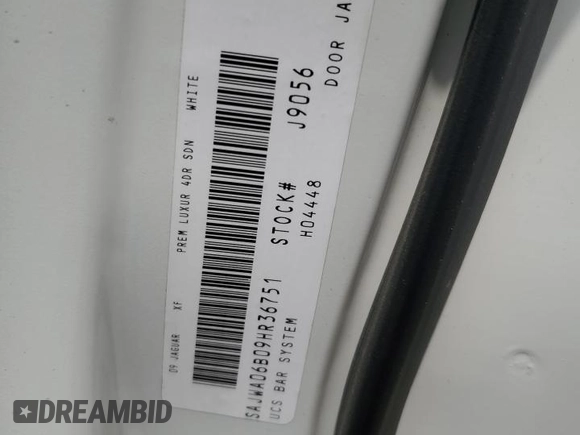 09 JAGUAR XF PREM LUXUR 4DR SDN WHITE
SAJWA06B09HR36751 STOCK# J9056
UCS BAR SYSTEM H04448 DOOR JA
DREAMBID